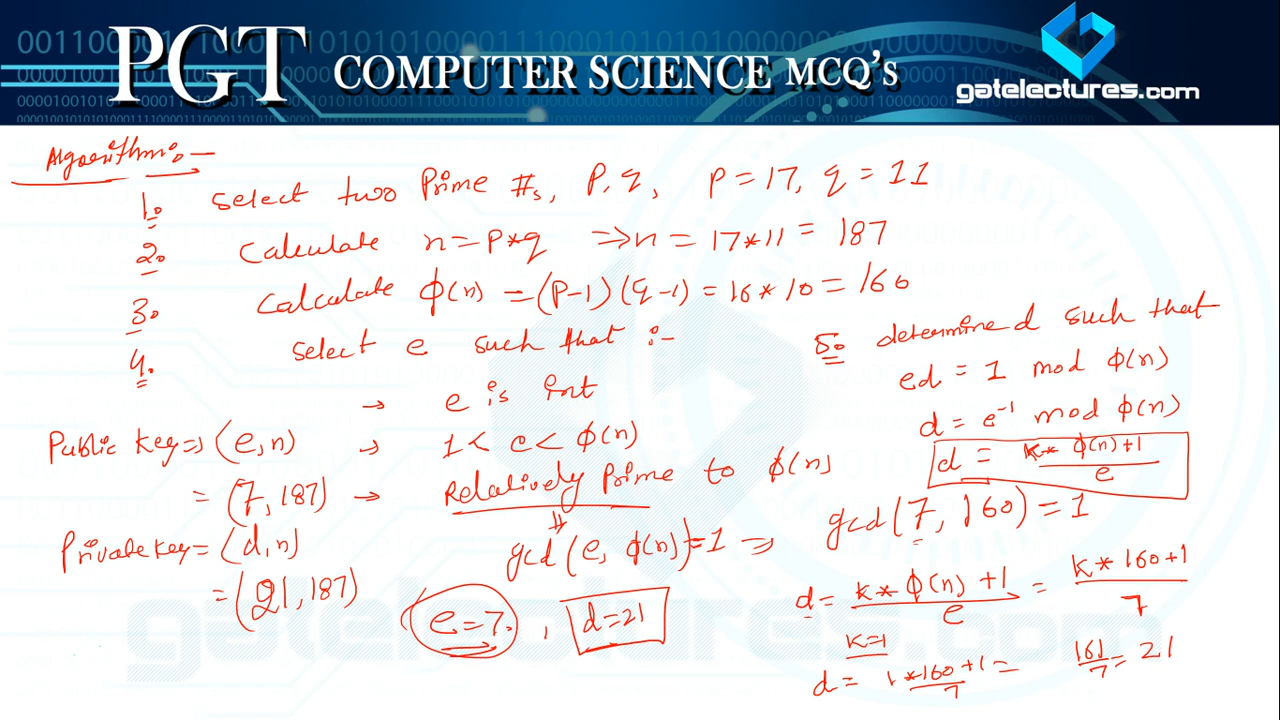 PGT COMPUTER SCIENCE MCQ's
gatelectures.com
Algorithm:-
1. Select two Prime #s, P, q, P = 17, q = 11
2. Calculate n = P*q ⇒ n = 17*11 = 187
3. Calculate ϕ(n) = (P-1)(q-1) = 16*10 = 160
4. Select e such that :-
→ e is int
→ 1 < e < ϕ(n)
→ Relatively Prime to ϕ(n)
⇓
gcd(e, ϕ(n)) = 1 ⇒ gcd(7, 160) = 1
e = 7. , d = 21
Public key ⇒ (e, n)
= (7, 187)
Private key = (d, n)
= (21, 187)
5. determine d such that
ed = 1 mod ϕ(n)
d = e⁻¹ mod ϕ(n)
d = k* ϕ(n)+1 / e
d = k* ϕ(n)+1 / e = k* 160+1 / 7
k=1
d = 1*160+1 / 7 = 161/7 = 21
gatelectures.com